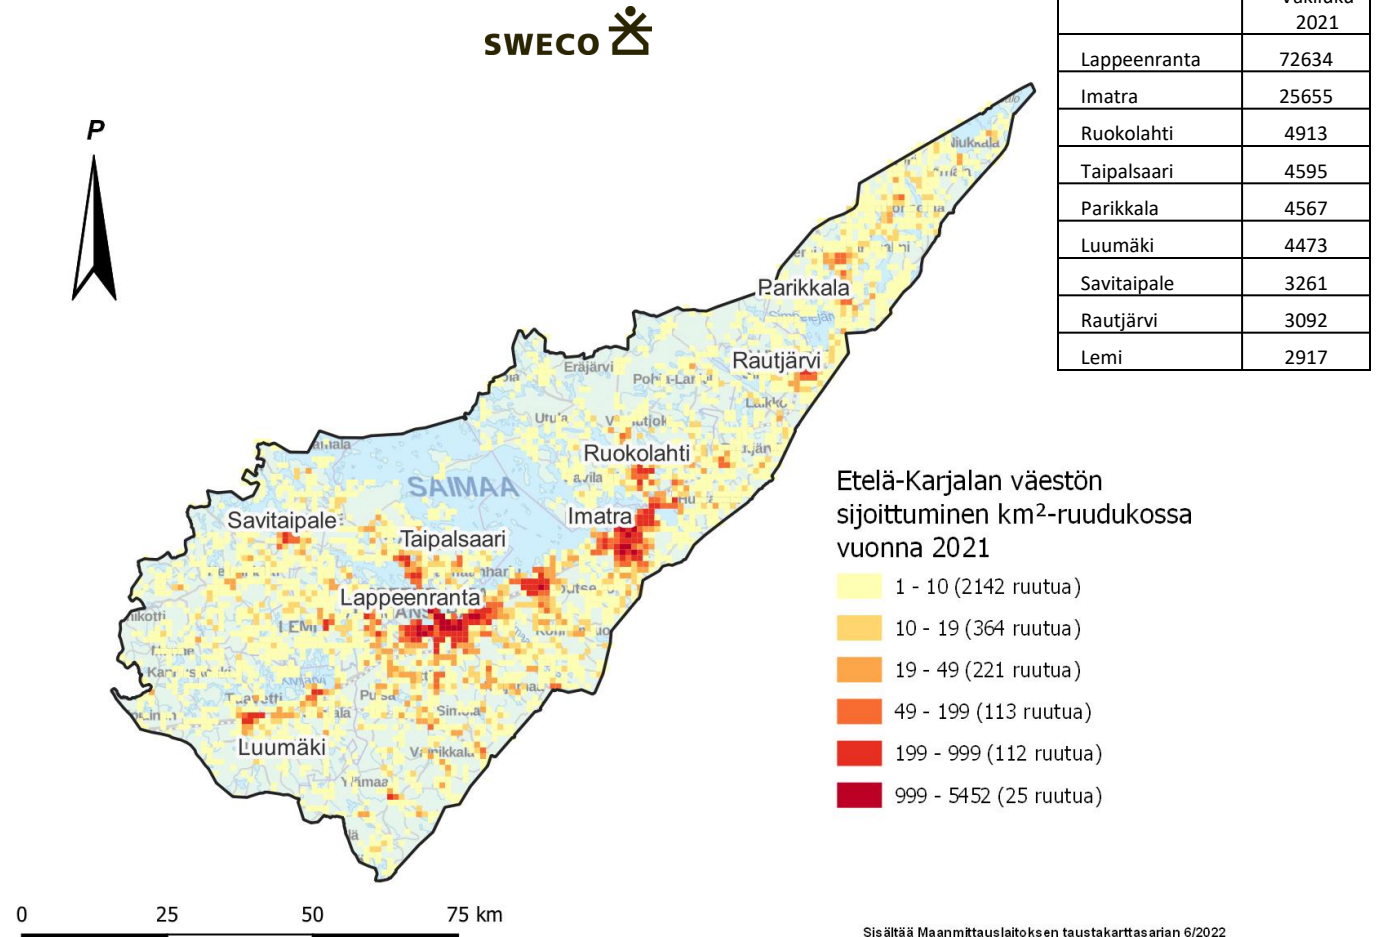 SWECO
2021
Lappeenranta 72634
Imatra 25655
Ruokolahti 4913
Taipalsaari 4595
Parikkala 4567
Luumäki 4473
Savitaipale 3261
Rautjärvi 3092
Lemi 2917
P
Parikkala
Rautjärvi
Eräjärvi
Ruokolahti
SAIMAA
Imatra
Savitaipale
Taipalsaari
Lappeenranta
LEMI
Simola
Luumäki
Etelä-Karjalan väestön
sijoittuminen km²-ruudukossa
vuonna 2021
1 - 10 (2142 ruutua)
10 - 19 (364 ruutua)
19 - 49 (221 ruutua)
49 - 199 (113 ruutua)
199 - 999 (112 ruutua)
999 - 5452 (25 ruutua)
0 25 50 75 km
Sisältää Maanmittauslaitoksen taustakarttasarjan 6/2022